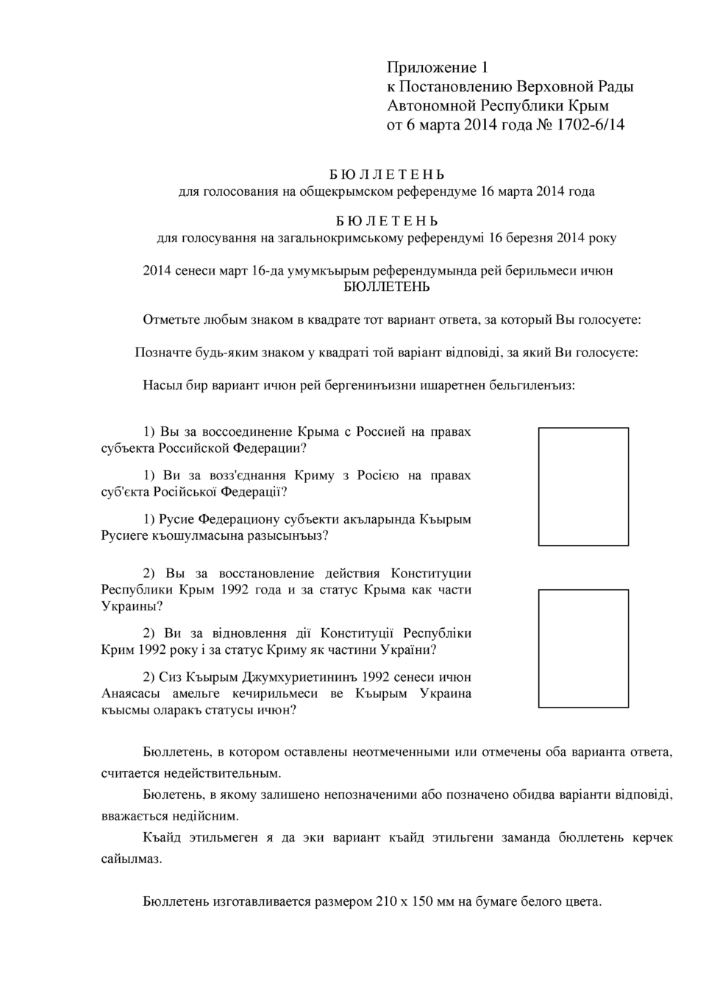 Приложение 1
к Постановлению Верховной Рады
Автономной Республики Крым
от 6 марта 2014 года № 1702-6/14
Б Ю Л Л Е Т Е Н Ь
для голосования на общекрымском референдуме 16 марта 2014 года
Б Ю Л Е Т Е Н Ь
для голосування на загальнокримському референдумі 16 березня 2014 року
2014 сенеси март 16-да умумкъырым референдумында рей берильмеси ичюн
БЮЛЛЕТЕНЬ
Отметьте любым знаком в квадрате тот вариант ответа, за который Вы голосуете:
Позначте будь-яким знаком у квадраті той варіант відповіді, за який Ви голосуєте:
Насыл бир вариант ичюн рей бергенинъизни ишаретнен бельгиленъиз:
1) Вы за воссоединение Крыма с Россией на правах
субъекта Российской Федерации?
1) Ви за возз'єднання Криму з Росією на правах
суб'єкта Російської Федерації?
1) Русие Федерациону субъекти акъларында Къырым
Русиеге къошулмасына разысынъыз?
2) Вы за восстановление действия Конституции
Республики Крым 1992 года и за статус Крыма как части
Украины?
2) Ви за відновлення дії Конституції Республіки
Крим 1992 року і за статус Криму як частини України?
2) Сиз Къырым Джумхуриетининъ 1992 сенеси ичюн
Анаясасы амельге кечирильмеси ве Къырым Украина
къысмы оларакъ статусы ичюн?
Бюллетень, в котором оставлены неотмеченными или отмечены оба варианта ответа,
считается недействительным.
Бюлетень, в якому залишено непозначеними або позначено обидва варіанти відповіді,
вважається недійсним.
Къайд этильмеген я да эки вариант къайд этильгени заманда бюллетень керчек
сайылмаз.
Бюллетень изготавливается размером 210 x 150 мм на бумаге белого цвета.